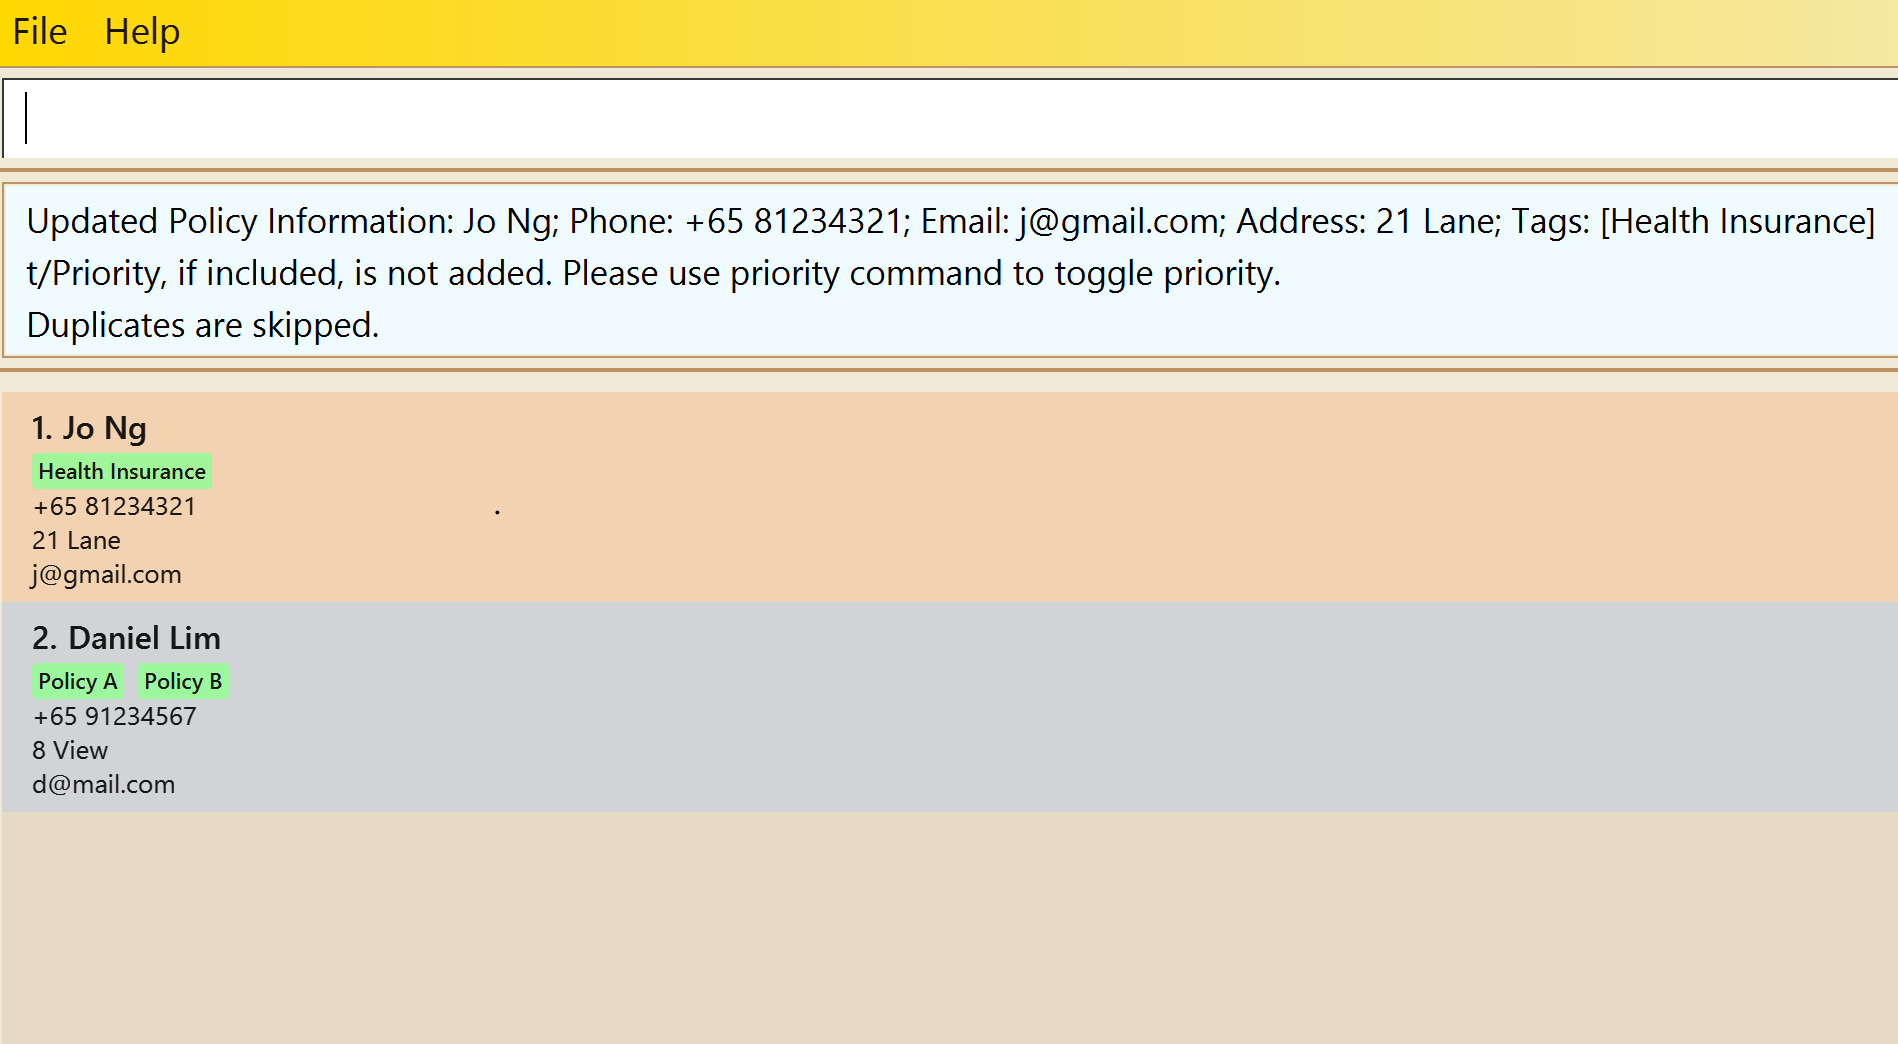 File Help
Updated Policy Information: Jo Ng; Phone: +65 81234321; Email: j@gmail.com; Address: 21 Lane; Tags: [Health Insurance]
t/Priority, if included, is not added. Please use priority command to toggle priority.
Duplicates are skipped.
1. Jo Ng
Health Insurance
+65 81234321
21 Lane
j@gmail.com
2. Daniel Lim
Policy A Policy B
+65 91234567
8 View
d@mail.com